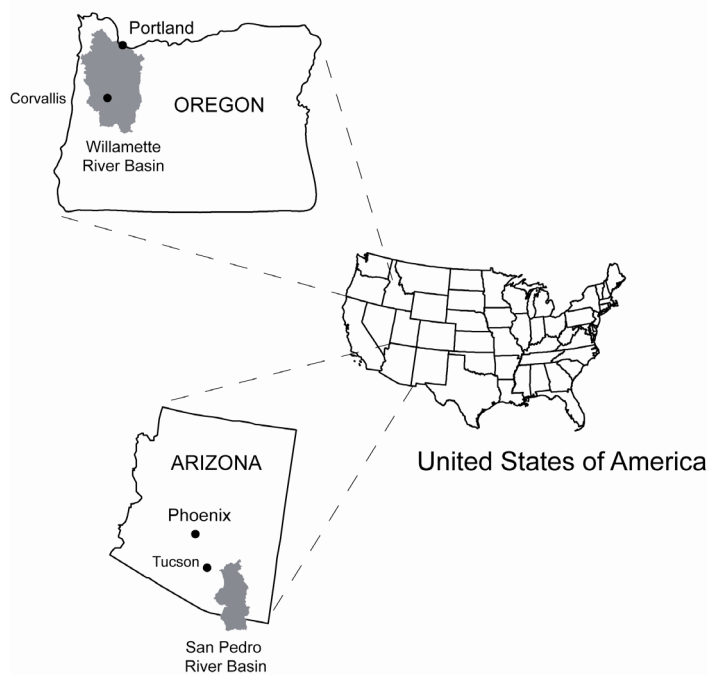 Portland
Corvallis
OREGON
Willamette
River Basin
United States of America
ARIZONA
Phoenix
Tucson
San Pedro
River Basin